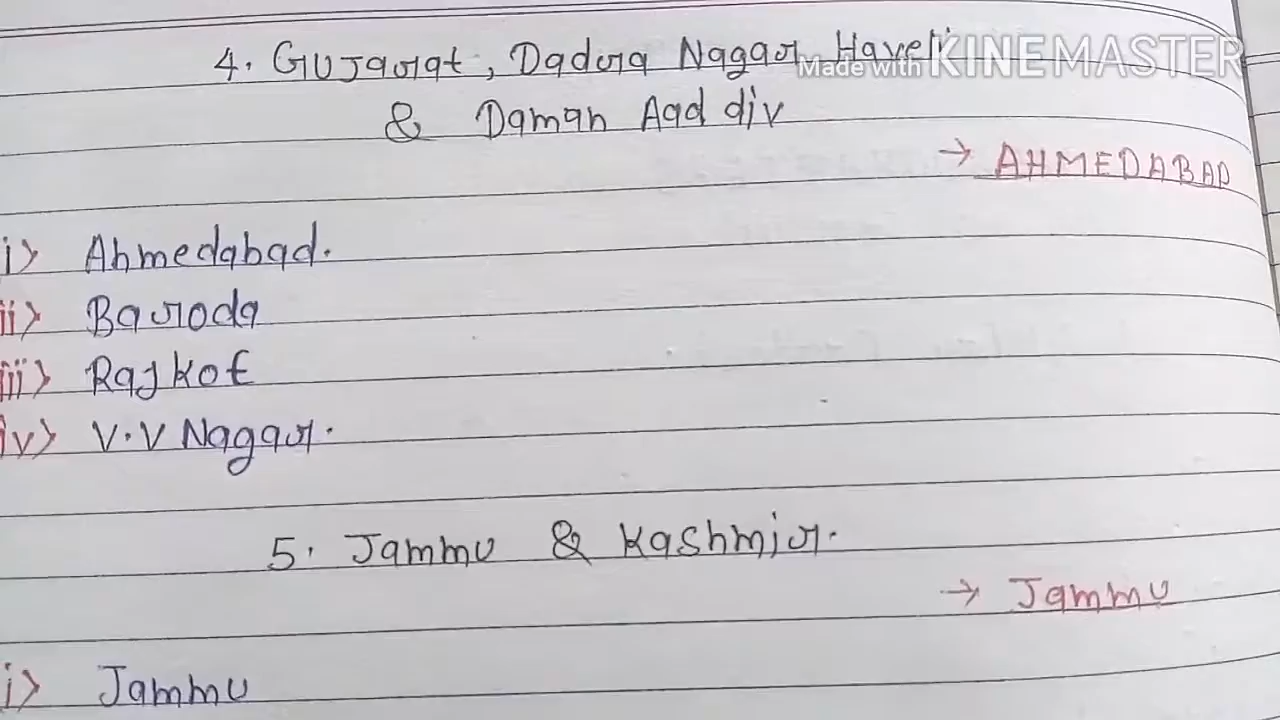 4. Gujarat, Dadra Nagar Haveli
Made with KINEMASTER
& Daman Aad div
→ AHMEDABAD
i> Ahmedabad.
ii> Baroda
iii> Rajkot
iv> V.V Nagar.
5. Jammu & Kashmir.
→ Jammu
i> Jammu